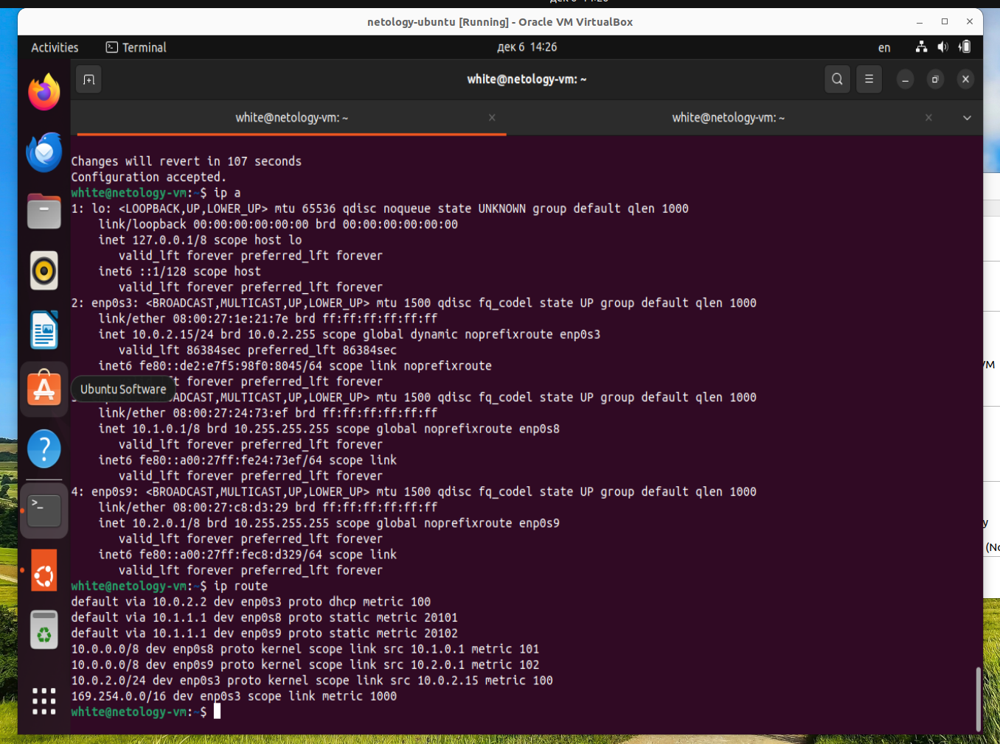 netology-ubuntu [Running] - Oracle VM VirtualBox
Activities
Terminal
дек 6 14:26
en
white@netology-vm: ~
white@netology-vm: ~
white@netology-vm: ~
Changes will revert in 107 seconds
Configuration accepted.
white@netology-vm:~$ ip a
1: lo: <LOOPBACK,UP,LOWER_UP> mtu 65536 qdisc noqueue state UNKNOWN group default qlen 1000
link/loopback 00:00:00:00:00:00 brd 00:00:00:00:00:00
inet 127.0.0.1/8 scope host lo
valid_lft forever preferred_lft forever
inet6 ::1/128 scope host
valid_lft forever preferred_lft forever
2: enp0s3: <BROADCAST,MULTICAST,UP,LOWER_UP> mtu 1500 qdisc fq_codel state UP group default qlen 1000
link/ether 08:00:27:1e:21:7e brd ff:ff:ff:ff:ff:ff
inet 10.0.2.15/24 brd 10.0.2.255 scope global dynamic noprefixroute enp0s3
valid_lft 86384sec preferred_lft 86384sec
inet6 fe80::de2:e7f5:98f0:8045/64 scope link noprefixroute
forever preferred_lft forever
Ubuntu Software
<BROADCAST,MULTICAST,UP,LOWER_UP> mtu 1500 qdisc fq_codel state UP group default qlen 1000
link/ether 08:00:27:24:73:ef brd ff:ff:ff:ff:ff:ff
inet 10.1.0.1/8 brd 10.255.255.255 scope global noprefixroute enp0s8
valid_lft forever preferred_lft forever
inet6 fe80::a00:27ff:fe24:73ef/64 scope link
valid_lft forever preferred_lft forever
4: enp0s9: <BROADCAST,MULTICAST,UP,LOWER_UP> mtu 1500 qdisc fq_codel state UP group default qlen 1000
link/ether 08:00:27:c8:d3:29 brd ff:ff:ff:ff:ff:ff
inet 10.2.0.1/8 brd 10.255.255.255 scope global noprefixroute enp0s9
valid_lft forever preferred_lft forever
inet6 fe80::a00:27ff:fec8:d329/64 scope link
valid_lft forever preferred_lft forever
white@netology-vm:~$ ip route
default via 10.0.2.2 dev enp0s3 proto dhcp metric 100
default via 10.1.1.1 dev enp0s8 proto static metric 20101
default via 10.1.1.1 dev enp0s9 proto static metric 20102
10.0.0.0/8 dev enp0s8 proto kernel scope link src 10.1.0.1 metric 101
10.0.0.0/8 dev enp0s9 proto kernel scope link src 10.2.0.1 metric 102
10.0.2.0/24 dev enp0s3 proto kernel scope link src 10.0.2.15 metric 100
169.254.0.0/16 dev enp0s3 scope link metric 1000
white@netology-vm:~$